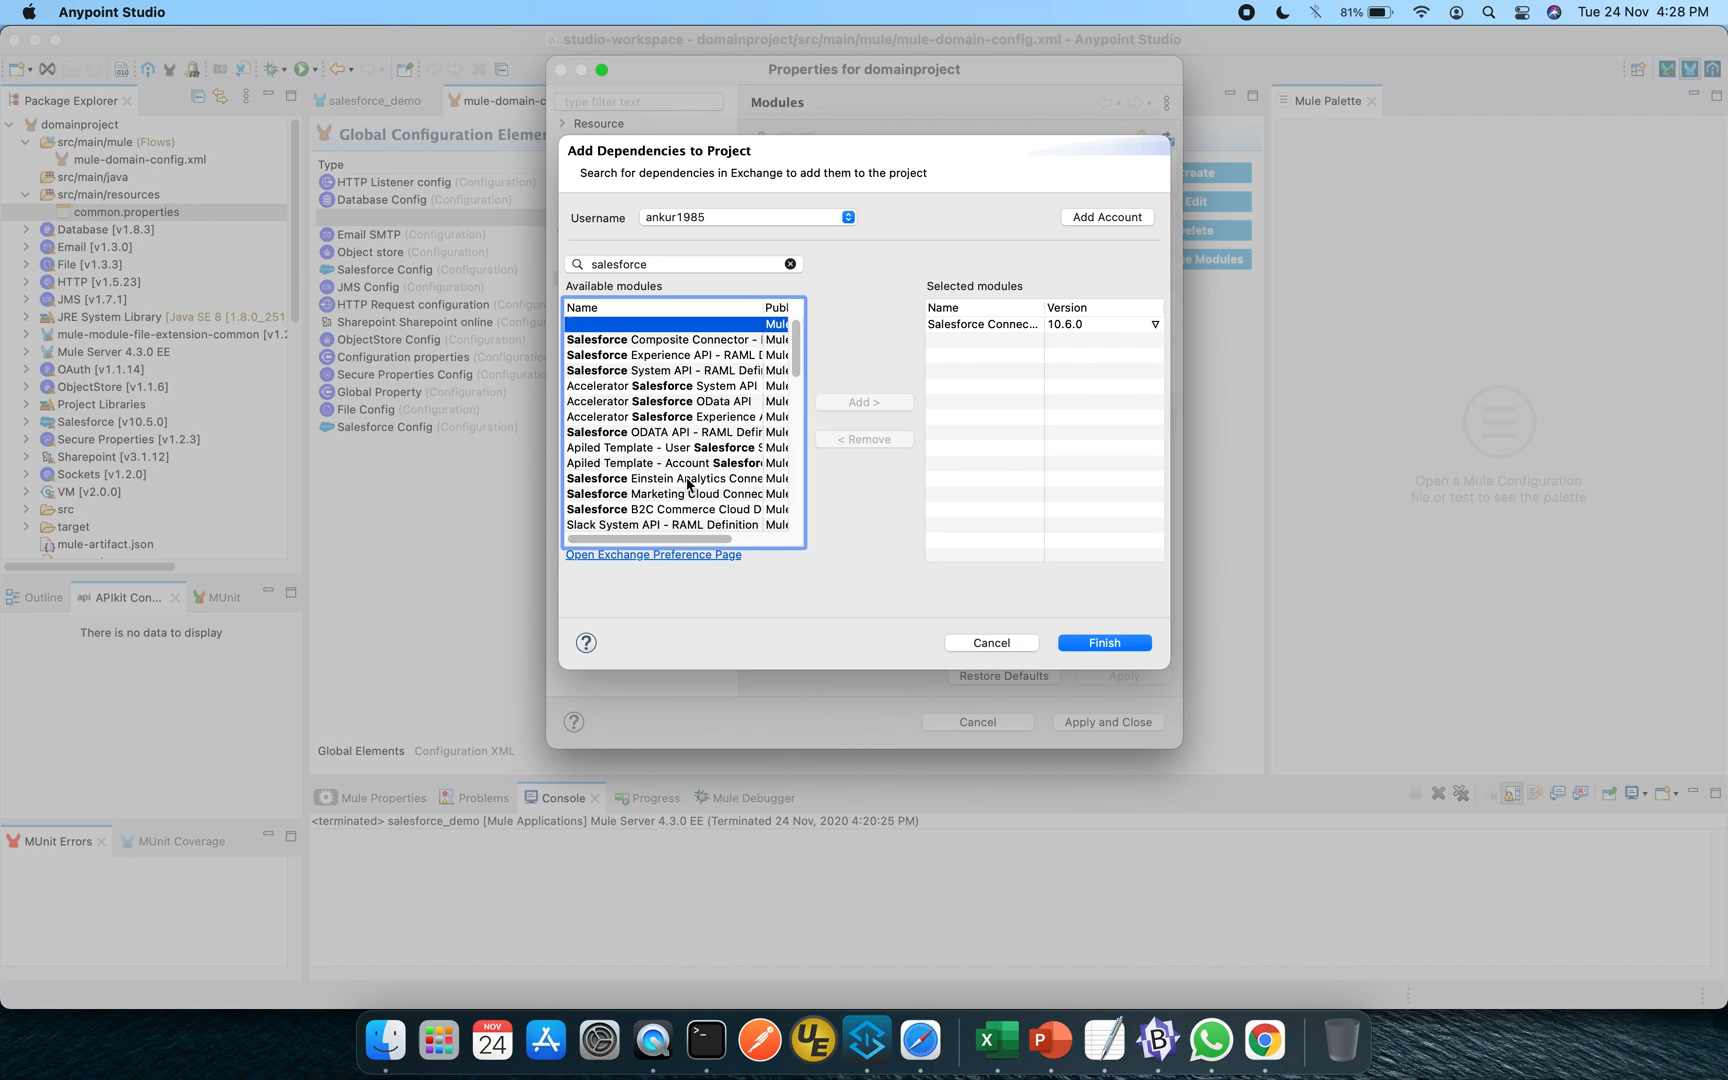 Anypoint Studio
81%
Tue 24 Nov 4:28 PM
studio-workspace - domainproject/src/main/mule/mule-domain-config.xml - Anypoint Studio
Package Explorer
salesforce_demo
mule-domain-c
Properties for domainproject
Mule Palette
type filter text
Modules
Resource
domainproject
src/main/mule (Flows)
mule-domain-config.xml
src/main/java
src/main/resources
common.properties
Database [v1.8.3]
Email [v1.3.0]
File [v1.3.3]
HTTP [v1.5.23]
JMS [v1.7.1]
JRE System Library [Java SE 8 [1.8.0_251
mule-module-file-extension-common [v1.2
Mule Server 4.3.0 EE
OAuth [v1.1.14]
ObjectStore [v1.1.6]
Project Libraries
Salesforce [v10.5.0]
Secure Properties [v1.2.3]
Sharepoint [v3.1.12]
Sockets [v1.2.0]
VM [v2.0.0]
src
target
mule-artifact.json
Global Configuration Elemen
Type
HTTP Listener config (Configuration)
Database Config (Configuration)
Email SMTP (Configuration)
Object store (Configuration)
Salesforce Config (Configuration)
JMS Config (Configuration)
HTTP Request configuration (Configu
Sharepoint Sharepoint online (Config
ObjectStore Config (Configuration)
Configuration properties (Configurat
Secure Properties Config (Configurat
Global Property (Configuration)
File Config (Configuration)
Salesforce Config (Configuration)
Global Elements Configuration XML
Add Dependencies to Project
Search for dependencies in Exchange to add them to the project
Username
ankur1985
Add Account
salesforce
Available modules
Name
Publ
Mule
Salesforce Composite Connector - Mule
Salesforce Experience API - RAML D Mule
Salesforce System API - RAML Defi Mule
Accelerator Salesforce System API Mule
Accelerator Salesforce OData API Mule
Accelerator Salesforce Experience A Mule
Salesforce ODATA API - RAML Defin Mule
Apiled Template - User Salesforce S Mule
Apiled Template - Account Salesfor Mule
Salesforce Einstein Analytics Conne Mule
Salesforce Marketing Cloud Connec Mule
Salesforce B2C Commerce Cloud D Mule
Slack System API - RAML Definition Mule
Open Exchange Preference Page
Add >
< Remove
Selected modules
Name
Version
Salesforce Connec... 10.6.0
Cancel
Finish
Restore Defaults
Apply
Cancel
Apply and Close
reate
Edit
elete
e Modules
Open a Mule Configuration
file or test to see the palette
Outline
api APIkit Con...
MUnit
There is no data to display
MUnit Errors
MUnit Coverage
Mule Properties
Problems
Console
Progress
Mule Debugger
<terminated> salesforce_demo [Mule Applications] Mule Server 4.3.0 EE (Terminated 24 Nov, 2020 4:20:25 PM)
NOV
24
UE
X
P
B